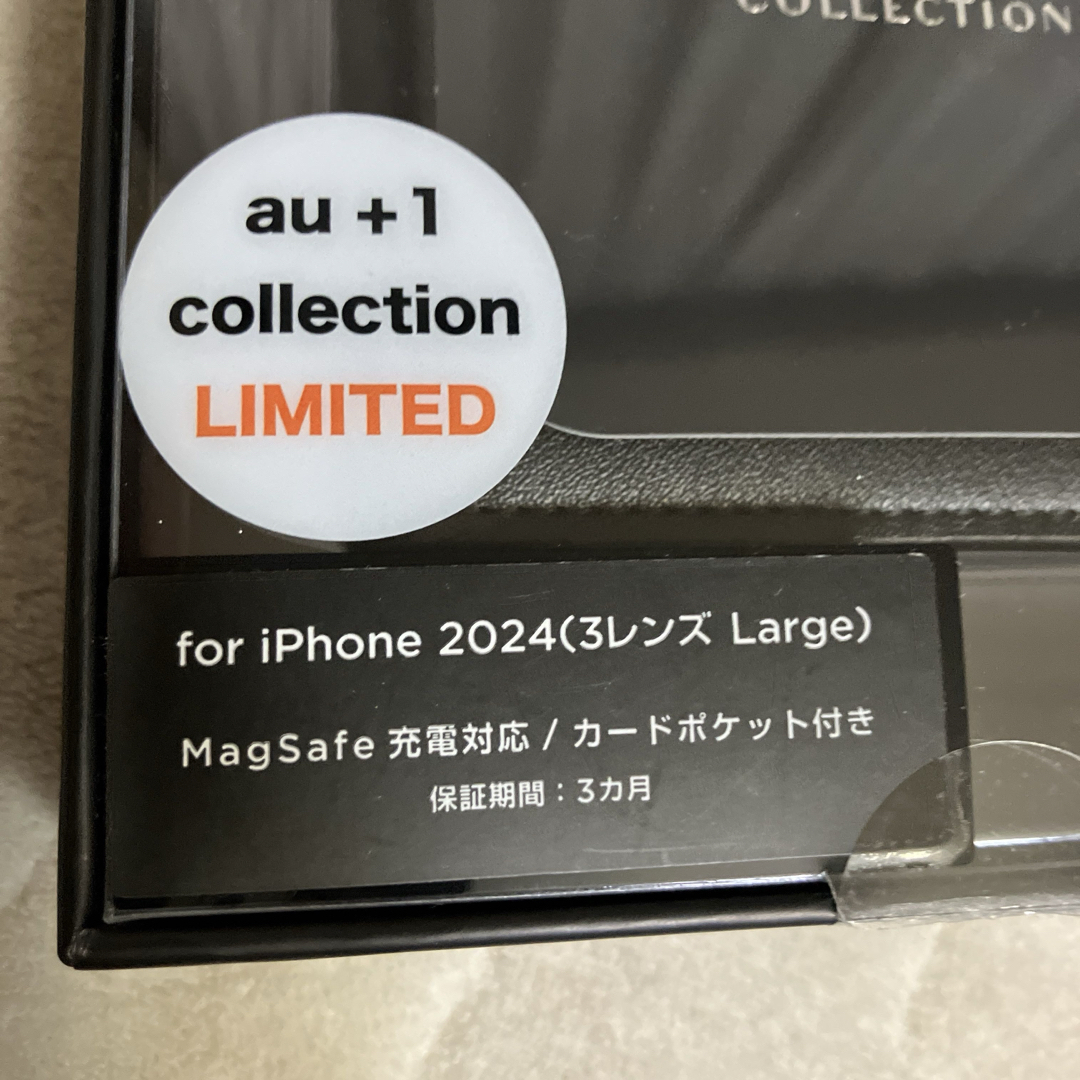 COLLECTION
au +1
collection
LIMITED
for iPhone 2024(3レンズ Large)
MagSafe 充電対応 / カードポケット付き
保証期間：3カ月